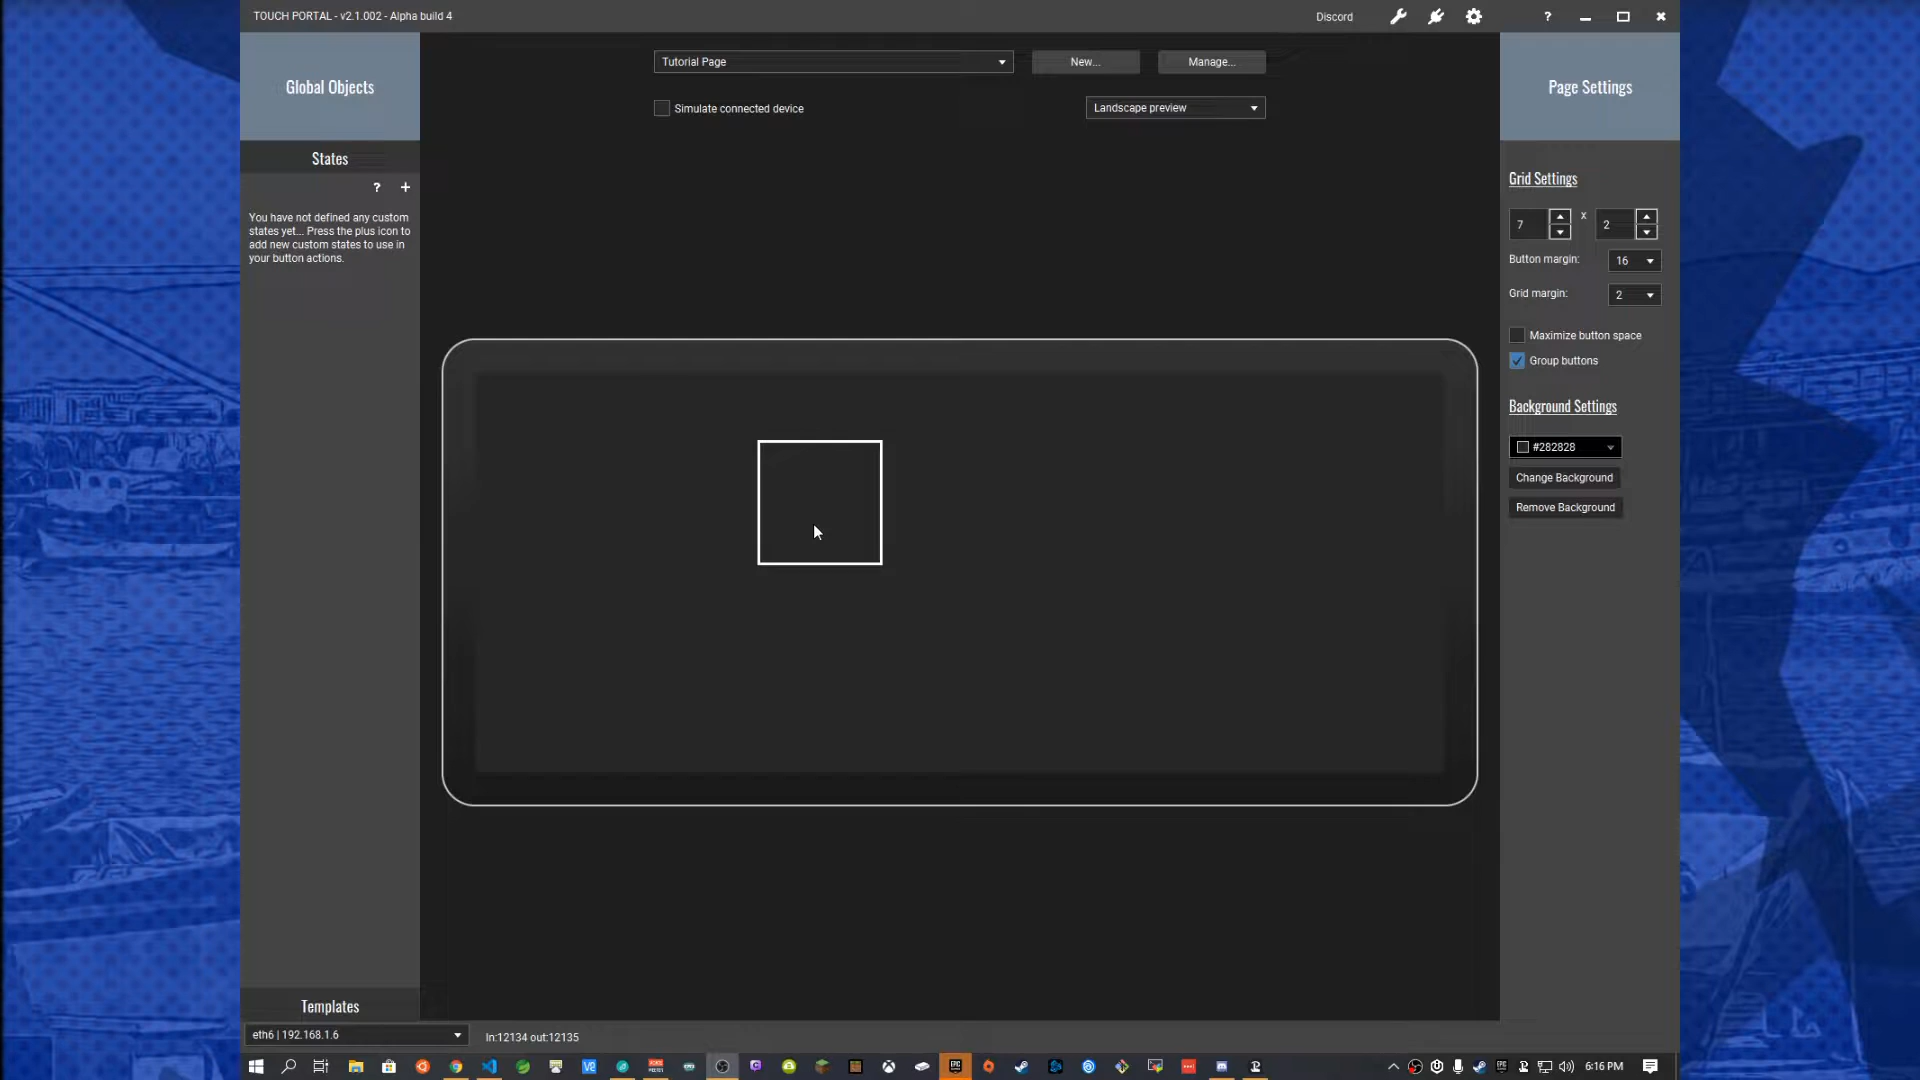 TOUCH PORTAL - v2.1.002 - Alpha build 4
Discord
?
Global Objects
Tutorial Page
New...
Manage...
Page Settings
Simulate connected device
Landscape preview
States
? +
You have not defined any custom
states yet... Press the plus icon to
add new custom states to use in
your button actions.
Grid Settings
7 x 2
Button margin: 16
Grid margin: 2
Maximize button space
Group buttons
Background Settings
#282828
Change Background
Remove Background
Templates
eth6 | 192.168.1.6
In:12134 out:12135
6:16 PM